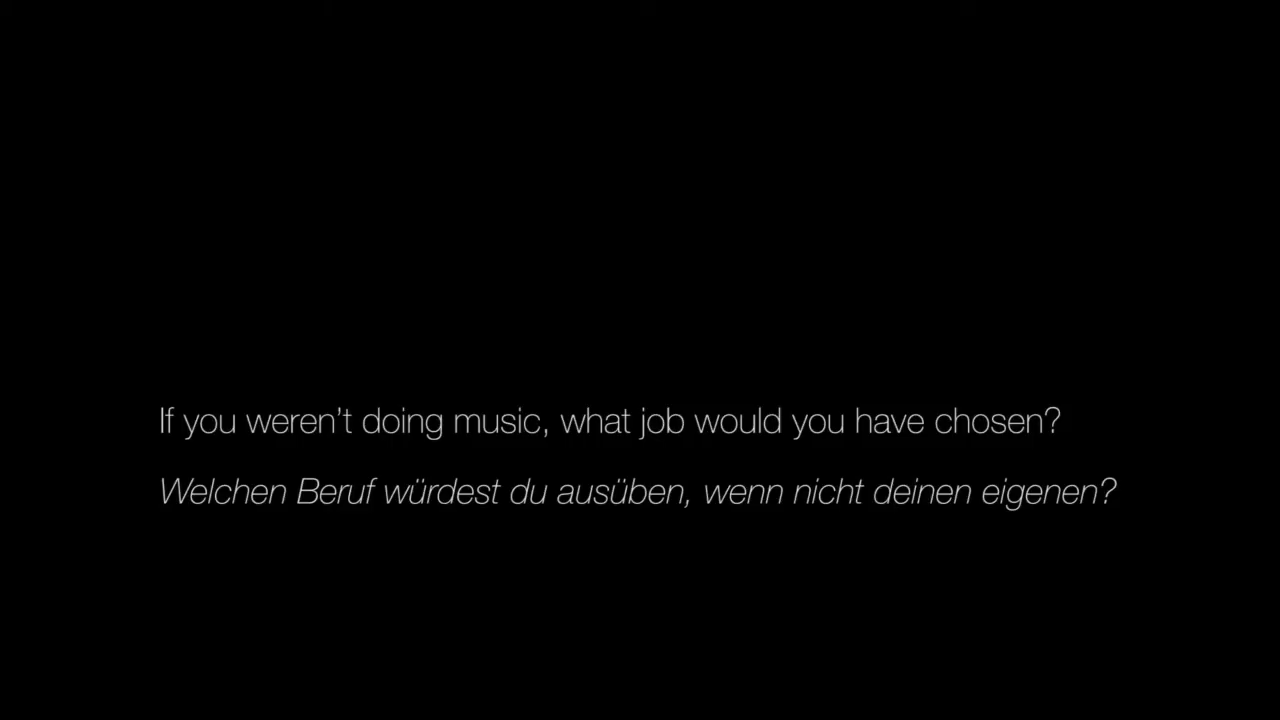 If you weren’t doing music, what job would you have chosen?
Welchen Beruf würdest du ausüben, wenn nicht deinen eigenen?